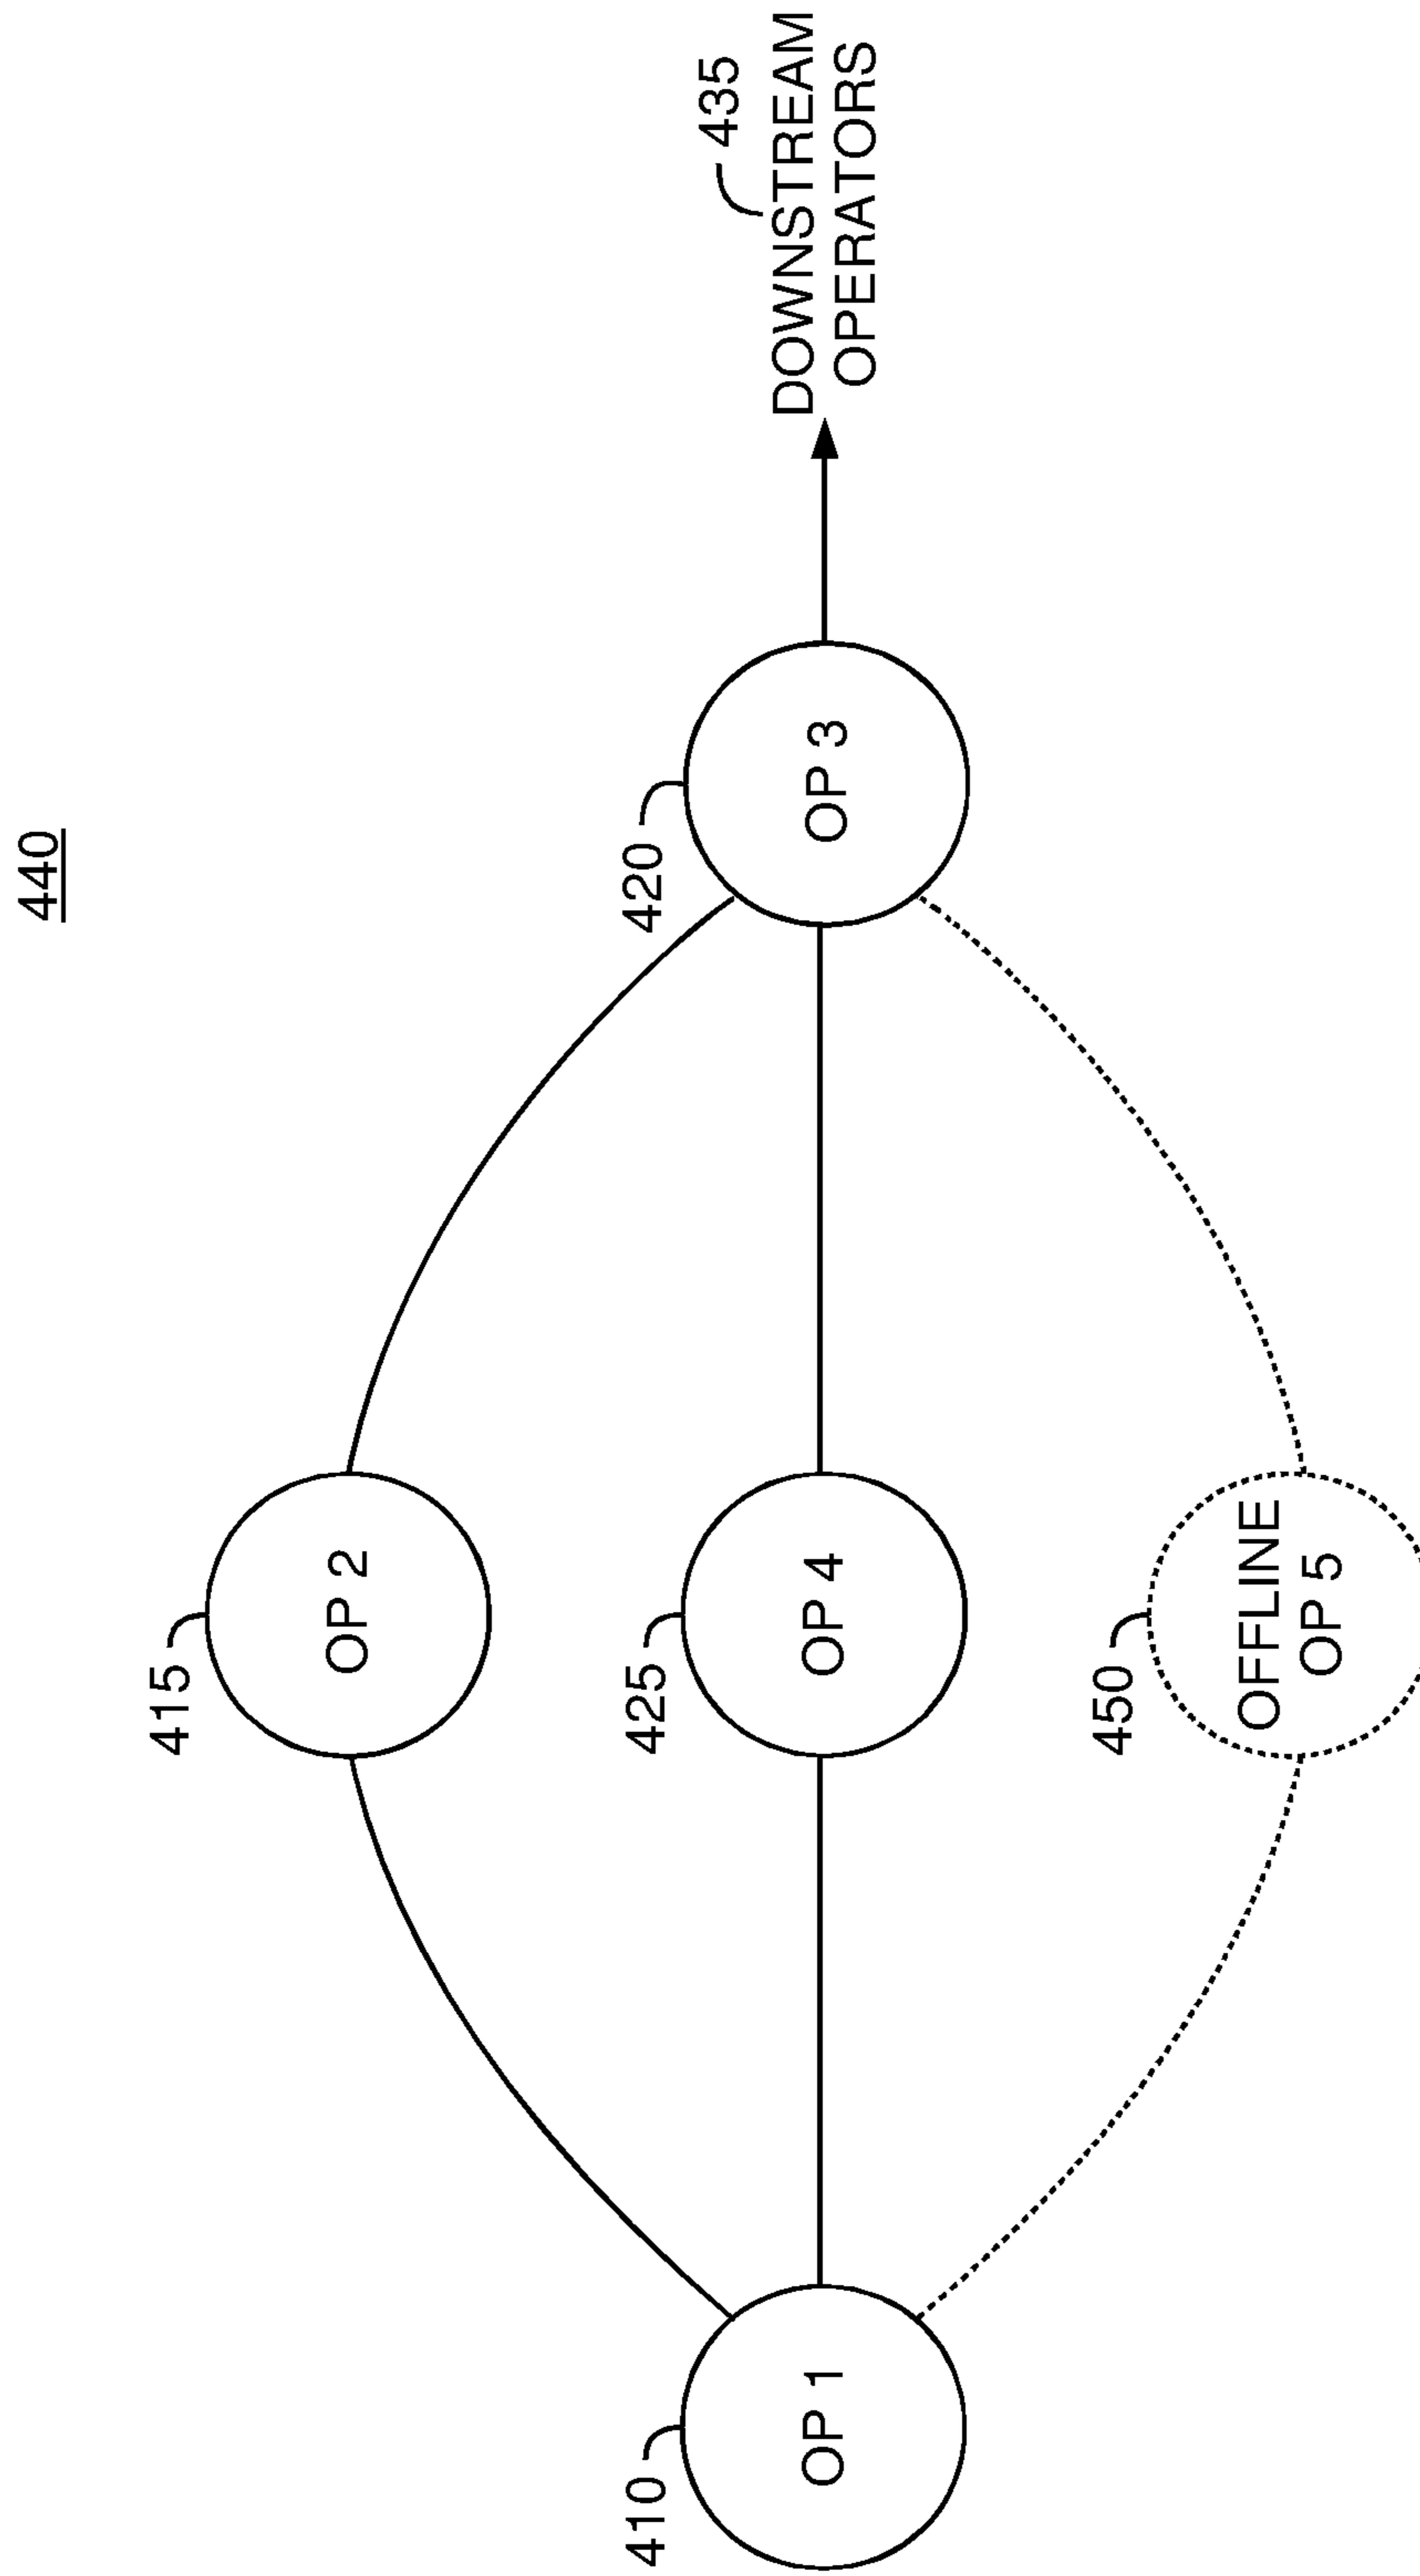 440
415
OP 2
410
OP 1
425
OP 4
420
OP 3
435
DOWNSTREAM
OPERATORS
450
OFFLINE
OP 5